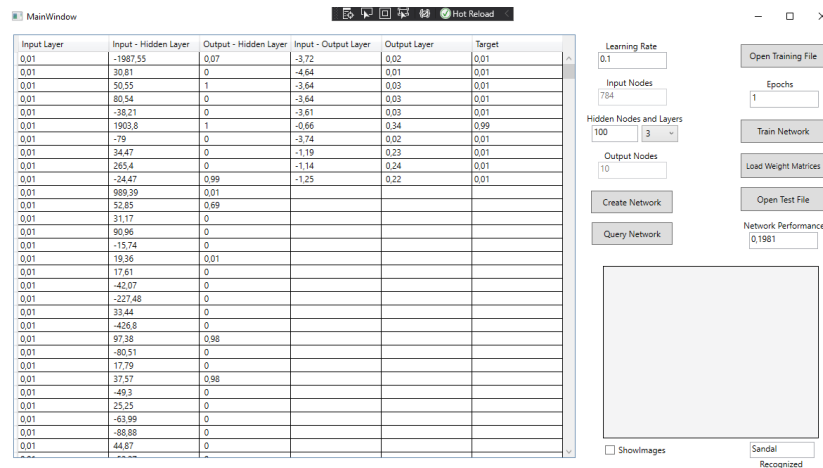 MainWindow
Hot Reload
Input Layer Input - Hidden Layer Output - Hidden Layer Input - Output Layer Output Layer Target
0,01 -1987,55 0,07 -3,72 0,02 0,01
0,01 30,81 0 -4,64 0,01 0,01
0,01 50,55 1 -3,64 0,03 0,01
0,01 80,54 0 -3,64 0,03 0,01
0,01 -38,21 0 -3,61 0,03 0,01
0,01 1903,8 1 -0,66 0,34 0,99
0,01 -79 0 -3,74 0,02 0,01
0,01 34,47 0 -1,19 0,23 0,01
0,01 265,4 0 -1,14 0,24 0,01
0,01 -24,47 0,99 -1,25 0,22 0,01
0,01 989,39 0,01
0,01 52,85 0,69
0,01 31,17 0
0,01 90,96 0
0,01 -15,74 0
0,01 19,36 0,01
0,01 17,61 0
0,01 -42,07 0
0,01 -227,48 0
0,01 33,44 0
0,01 -426,8 0
0,01 97,38 0,98
0,01 -80,51 0
0,01 17,79 0
0,01 37,57 0,98
0,01 -49,3 0
0,01 25,25 0
0,01 -63,99 0
0,01 -88,88 0
0,01 44,87 0
Learning Rate
0.1
Input Nodes
784
Hidden Nodes and Layers
100 3
Output Nodes
10
Create Network
Query Network
Open Training File
Epochs
1
Train Network
Load Weight Matrices
Open Test File
Network Performance
0,1981
ShowImages
Sandal
Recognized